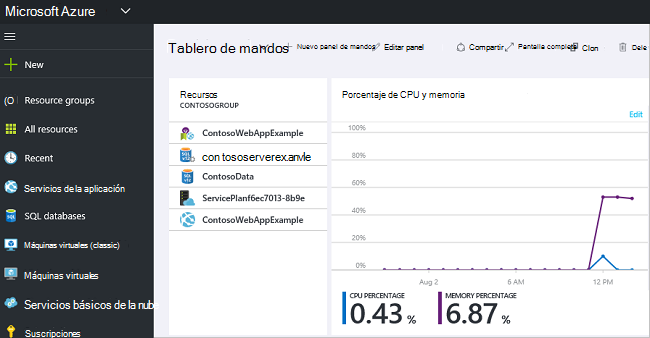 Microsoft Azure
New
Resource groups
All resources
Recent
Servicios de la aplicación
SQL databases
Máquinas virtuales (classic)
Máquinas virtuales
Servicios básicos de la nub
Suscripciones
Tablero de mandos
Nuevo panel de mandos
Editar panel
Compartir
Pantalla completa
Clon
Dele
Recursos
CONTOSOGROUP
ContosoWebAppExample
contososerverex.anvle
ContosoData
ServicePlanf6ec7013-8b9e
ContosoWebAppExample
Porcentaje de CPU y memoria
Edit
100%
80%
60%
40%
20%
0%
Aug 2
6 AM
12 PM
CPU PERCENTAGE
0.43 %
MEMORY PERCENTAGE
6.87 %